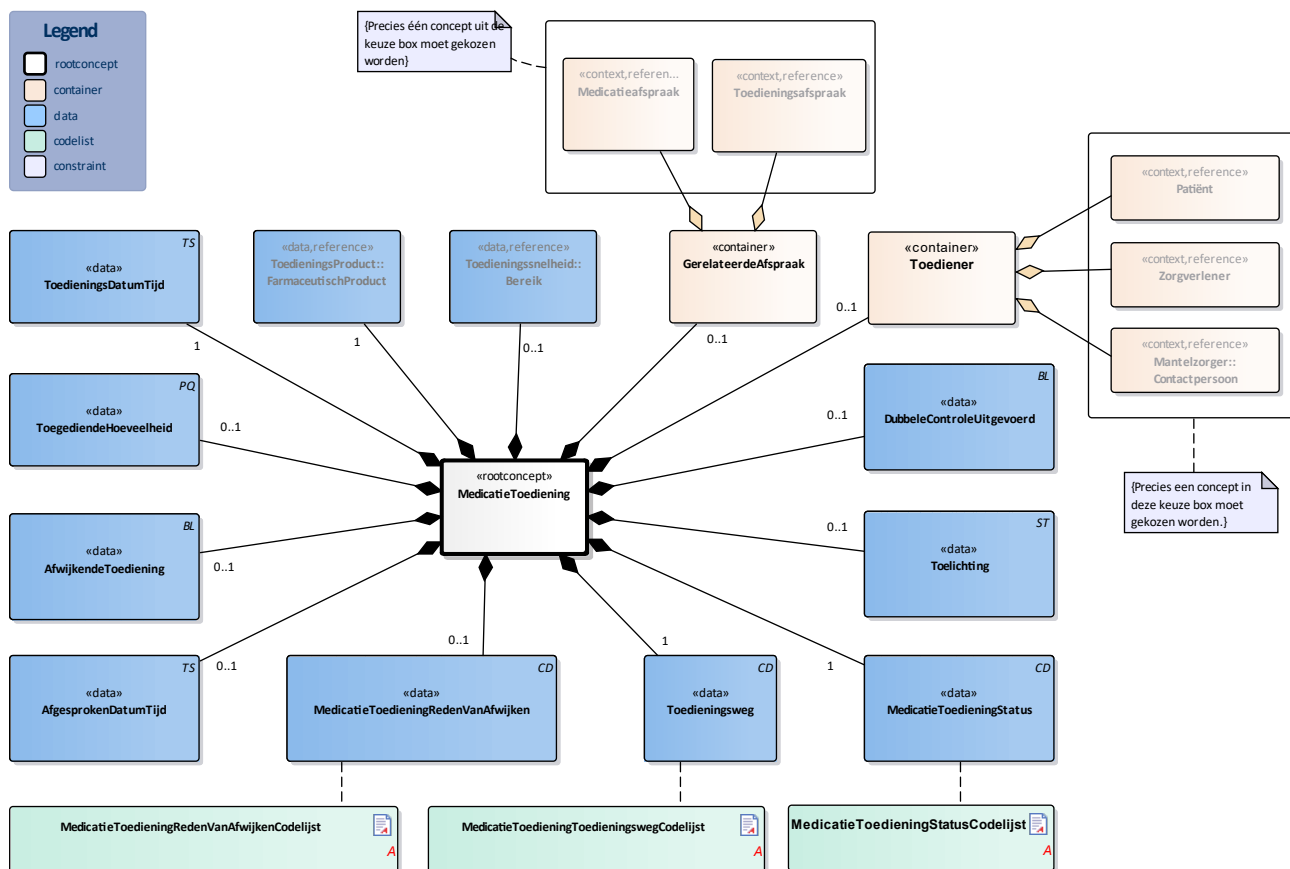 Legend
rootconcept
container
data
codelist
constraint
{Precies één concept uit de
keuze box moet gekozen
worden}
«context,referen...
Medicatieafspraak
«context,reference»
Toedieningsafspraak
«context,reference»
Patiënt
«context,reference»
Zorgverlener
«context,reference»
Mantelzorger::
Contactpersoon
TS
«data»
ToedieningsDatumTijd
«data,reference»
ToedieningsProduct::
FarmaceutischProduct
«data,reference»
Toedieningssnelheid::
Bereik
«container»
GerelateerdeAfspraak
«container»
Toediener
1
1
0..1
0..1
0..1
PQ
«data»
ToegediendeHoeveelheid
0..1
BL
«data»
DubbeleControleUitgevoerd
0..1
«rootconcept»
MedicatieToediening
{Precies een concept in
deze keuze box moet
gekozen worden.}
BL
«data»
AfwijkendeToediening
0..1
ST
«data»
Toelichting
0..1
TS
«data»
AfgesprokenDatumTijd
0..1
CD
«data»
MedicatieToedieningRedenVanAfwijken
0..1
CD
«data»
Toedieningsweg
1
CD
«data»
MedicatieToedieningStatus
1
MedicatieToedieningRedenVanAfwijkenCodelijst
A
MedicatieToedieningToedieningswegCodelijst
A
MedicatieToedieningStatusCodelijst
A